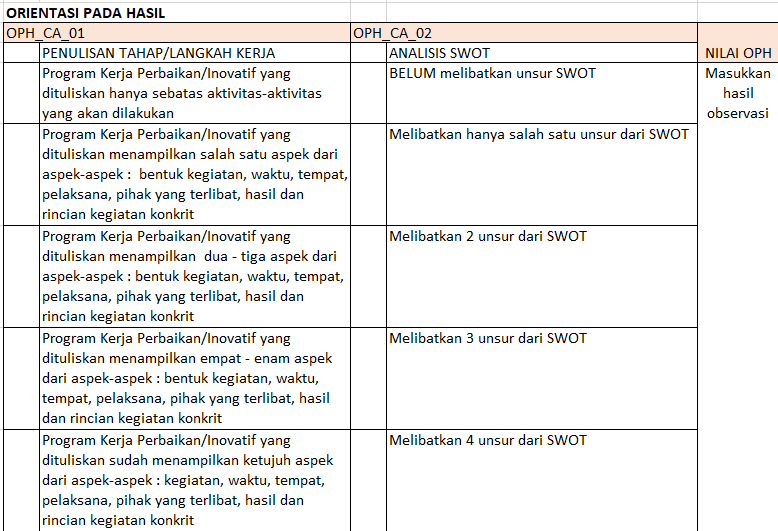 ORIENTASI PADA HASIL
OPH_CA_01
OPH_CA_02
PENULISAN TAHAP/LANGKAH KERJA
ANALISIS SWOT
NILAI OPH
Program Kerja Perbaikan/Inovatif yang
dituliskan hanya sebatas aktivitas-aktivitas
yang akan dilakukan
BELUM melibatkan unsur SWOT
Masukkan
hasil
observasi
Program Kerja Perbaikan/Inovatif yang
dituliskan menampilkan salah satu aspek dari
aspek-aspek :  bentuk kegiatan, waktu, tempat,
pelaksana, pihak yang terlibat, hasil dan
rincian kegiatan konkrit
Melibatkan hanya salah satu unsur dari SWOT
Program Kerja Perbaikan/Inovatif yang
dituliskan menampilkan  dua - tiga aspek dari
aspek-aspek : bentuk kegiatan, waktu, tempat,
pelaksana, pihak yang terlibat, hasil dan
rincian kegiatan konkrit
Melibatkan 2 unsur dari SWOT
Program Kerja Perbaikan/Inovatif yang
dituliskan menampilkan empat - enam aspek
dari aspek-aspek : bentuk kegiatan, waktu,
tempat, pelaksana, pihak yang terlibat, hasil
dan rincian kegiatan konkrit
Melibatkan 3 unsur dari SWOT
Program Kerja Perbaikan/Inovatif yang
dituliskan sudah menampilkan ketujuh aspek
dari aspek-aspek : kegiatan, waktu, tempat,
pelaksana, pihak yang terlibat, hasil dan
rincian kegiatan konkrit
Melibatkan 4 unsur dari SWOT